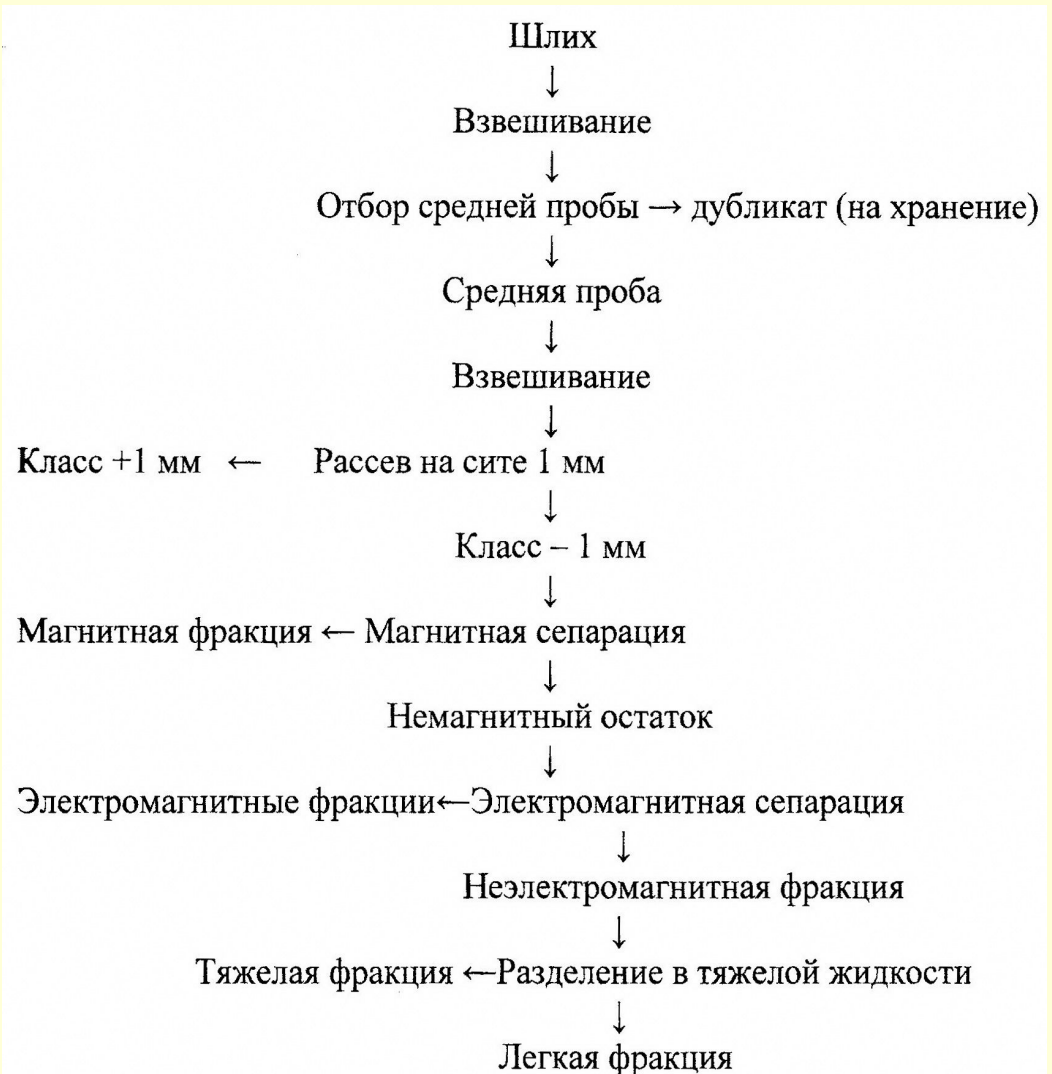 Шлих
↓
Взвешивание
↓
Отбор средней пробы → дубликат (на хранение)
↓
Средняя проба
↓
Взвешивание
↓
Класс +1 мм ← Рассев на сите 1 мм
↓
Класс – 1 мм
↓
Магнитная фракция ← Магнитная сепарация
↓
Немагнитный остаток
↓
Электромагнитные фракции←Электромагнитная сепарация
↓
Неэлектромагнитная фракция
↓
Тяжелая фракция ←Разделение в тяжелой жидкости
↓
Легкая фракция